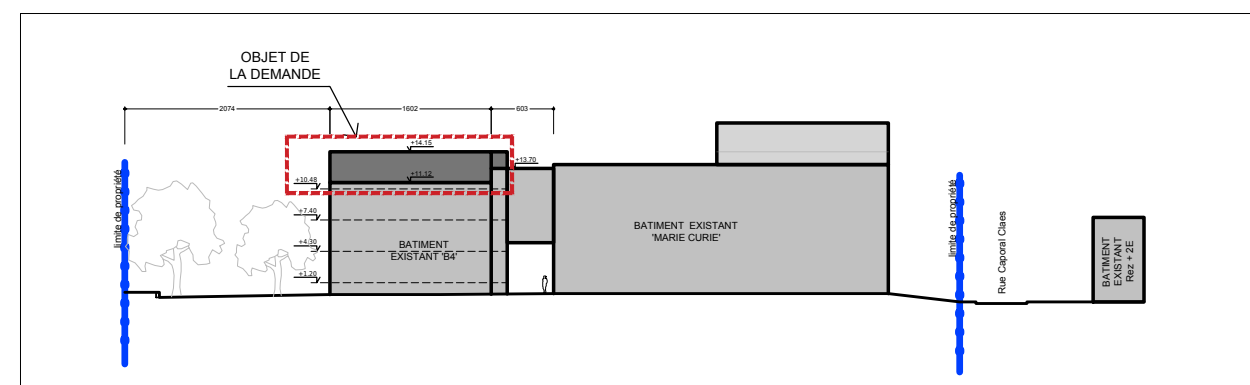 OBJET DE
LA DEMANDE
2074
1602
603
+14.15
+13.70
+11.12
+10.48
+7.40
+4.30
+1.20
limite de propriété
BATIMENT
EXISTANT 'B4'
BATIMENT EXISTANT
'MARIE CURIE'
limite de propriété
Rue Caporal Claes
BATIMENT
EXISTANT
Rez + 2E